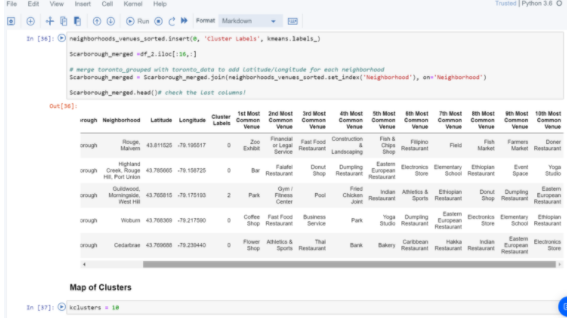 File Edit View Insert Cell Kernel Help
Trusted | Python 3.6
Run Format Markdown
In [36]: neighborhoods_venues_sorted.insert(0, 'Cluster Labels', kmeans.labels_)
Scarborough_merged =df_2.iloc[:16,:]
# merge toronto_grouped with toronto_data to add latitude/longitude for each neighborhood
Scarborough_merged = Scarborough_merged.join(neighborhoods_venues_sorted.set_index('Neighborhood'), on='Neighborhood')
Scarborough_merged.head()# check the last columns!
Out[36]:
orough Neighborhood Latitude Longitude Cluster Labels 1st Most Common Venue 2nd Most Common Venue 3rd Most Common Venue 4th Most Common Venue 5th Most Common Venue 6th Most Common Venue 7th Most Common Venue 8th Most Common Venue 9th Most Common Venue 10th Most Common Venue
orough Rouge, Malvern 43.811525 -79.195517 0 Zoo Exhibit Financial or Legal Service Fast Food Restaurant Construction & Landscaping Fish & Chips Shop Filipino Restaurant Field Fish Market Farmers Market Doner Restaurant
orough Highland Creek, Rouge Hill, Port Union 43.785665 -79.158725 0 Bar Falafel Restaurant Donut Shop Dumpling Restaurant Eastern European Restaurant Electronics Store Elementary School Ethiopian Restaurant Event Space Yoga Studio
orough Guildwood, Morningside, West Hill 43.765815 -79.175193 2 Park Gym / Fitness Center Pool Fried Chicken Joint Indian Restaurant Athletics & Sports Ethiopian Restaurant Donut Shop Dumpling Restaurant Eastern European Restaurant
orough Woburn 43.768369 -79.217590 0 Coffee Shop Fast Food Restaurant Business Service Park Yoga Studio Dumpling Restaurant Eastern European Restaurant Electronics Store Elementary School Ethiopian Restaurant
orough Cedarbrae 43.769688 -79.239440 0 Flower Shop Athletics & Sports Thai Restaurant Bank Bakery Caribbean Restaurant Hakka Restaurant Indian Restaurant Eastern European Restaurant Electronics Store
Map of Clusters
In [37]: kclusters = 10